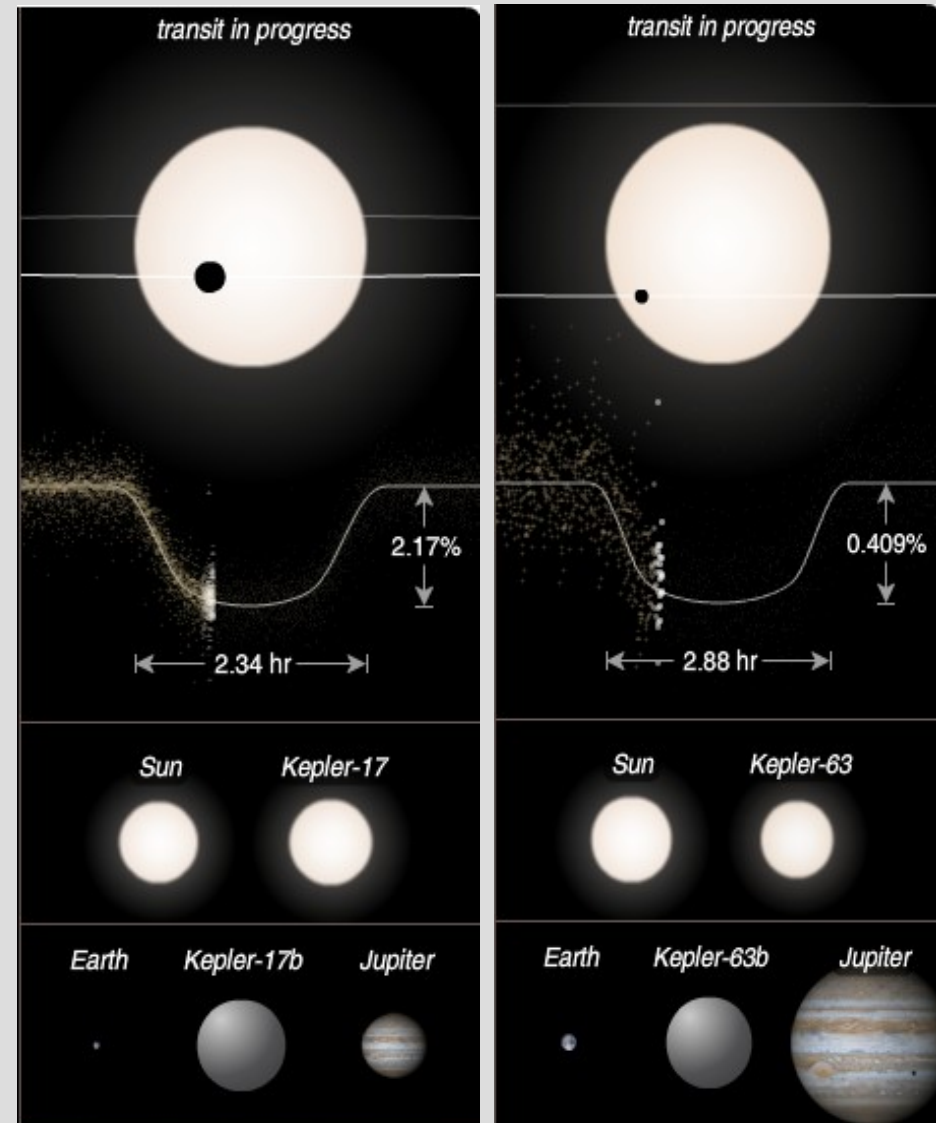 transit in progress
2.17%
2.34 hr
Sun Kepler-17
Earth Kepler-17b Jupiter
transit in progress
0.409%
2.88 hr
Sun Kepler-63
Earth Kepler-63b Jupiter